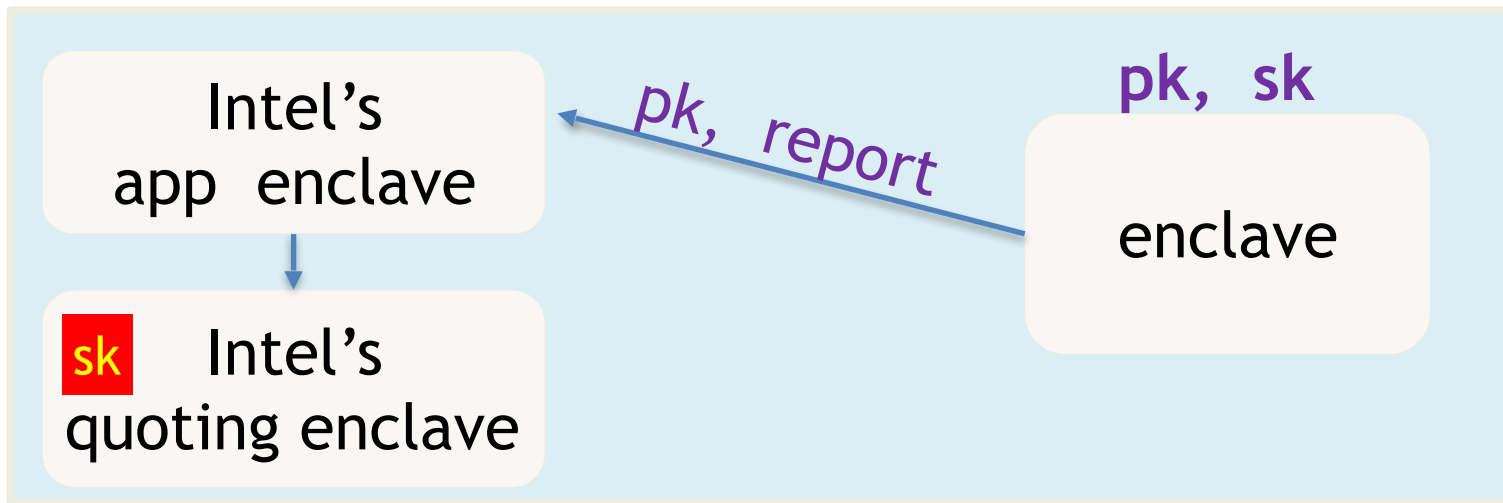 Intel’s
app enclave
pk, report
pk, sk
enclave
sk
Intel’s
quoting enclave